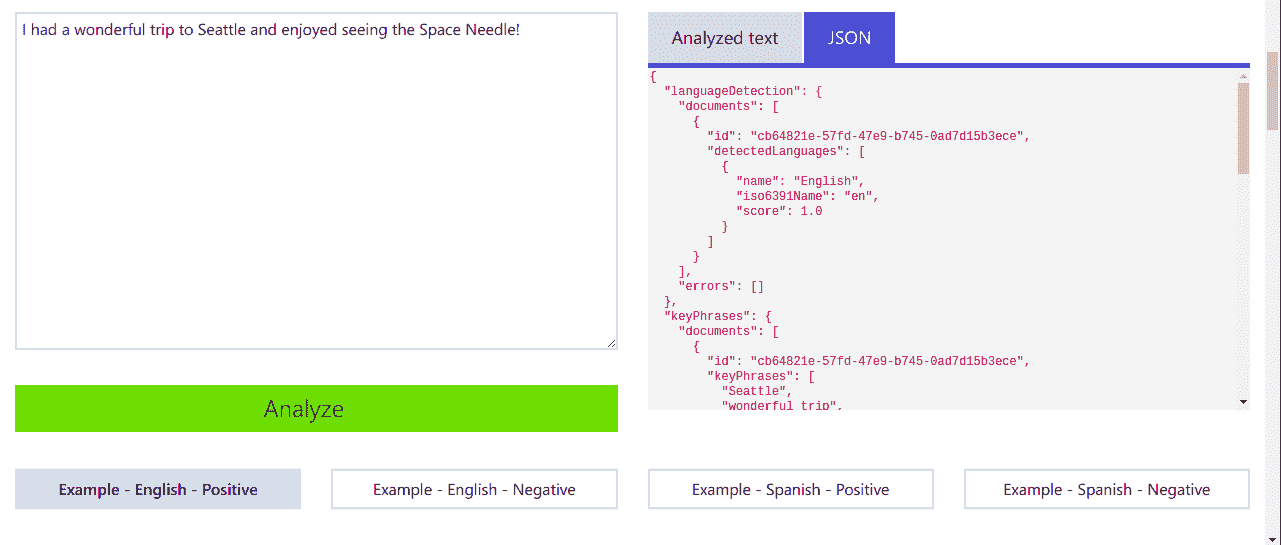 I had a wonderful trip to Seattle and enjoyed seeing the Space Needle!
Analyze
Analyzed text
JSON
{
  "languageDetection": {
    "documents": [
      {
        "id": "cb64821e-57fd-47e9-b745-0ad7d15b3ece",
        "detectedLanguages": [
          {
            "name": "English",
            "iso6391Name": "en",
            "score": 1.0
          }
        ]
      }
    ],
    "errors": []
  },
  "keyPhrases": {
    "documents": [
      {
        "id": "cb64821e-57fd-47e9-b745-0ad7d15b3ece",
        "keyPhrases": [
          "Seattle",
          "wonderful trip",
Example - English - Positive
Example - English - Negative
Example - Spanish - Positive
Example - Spanish - Negative